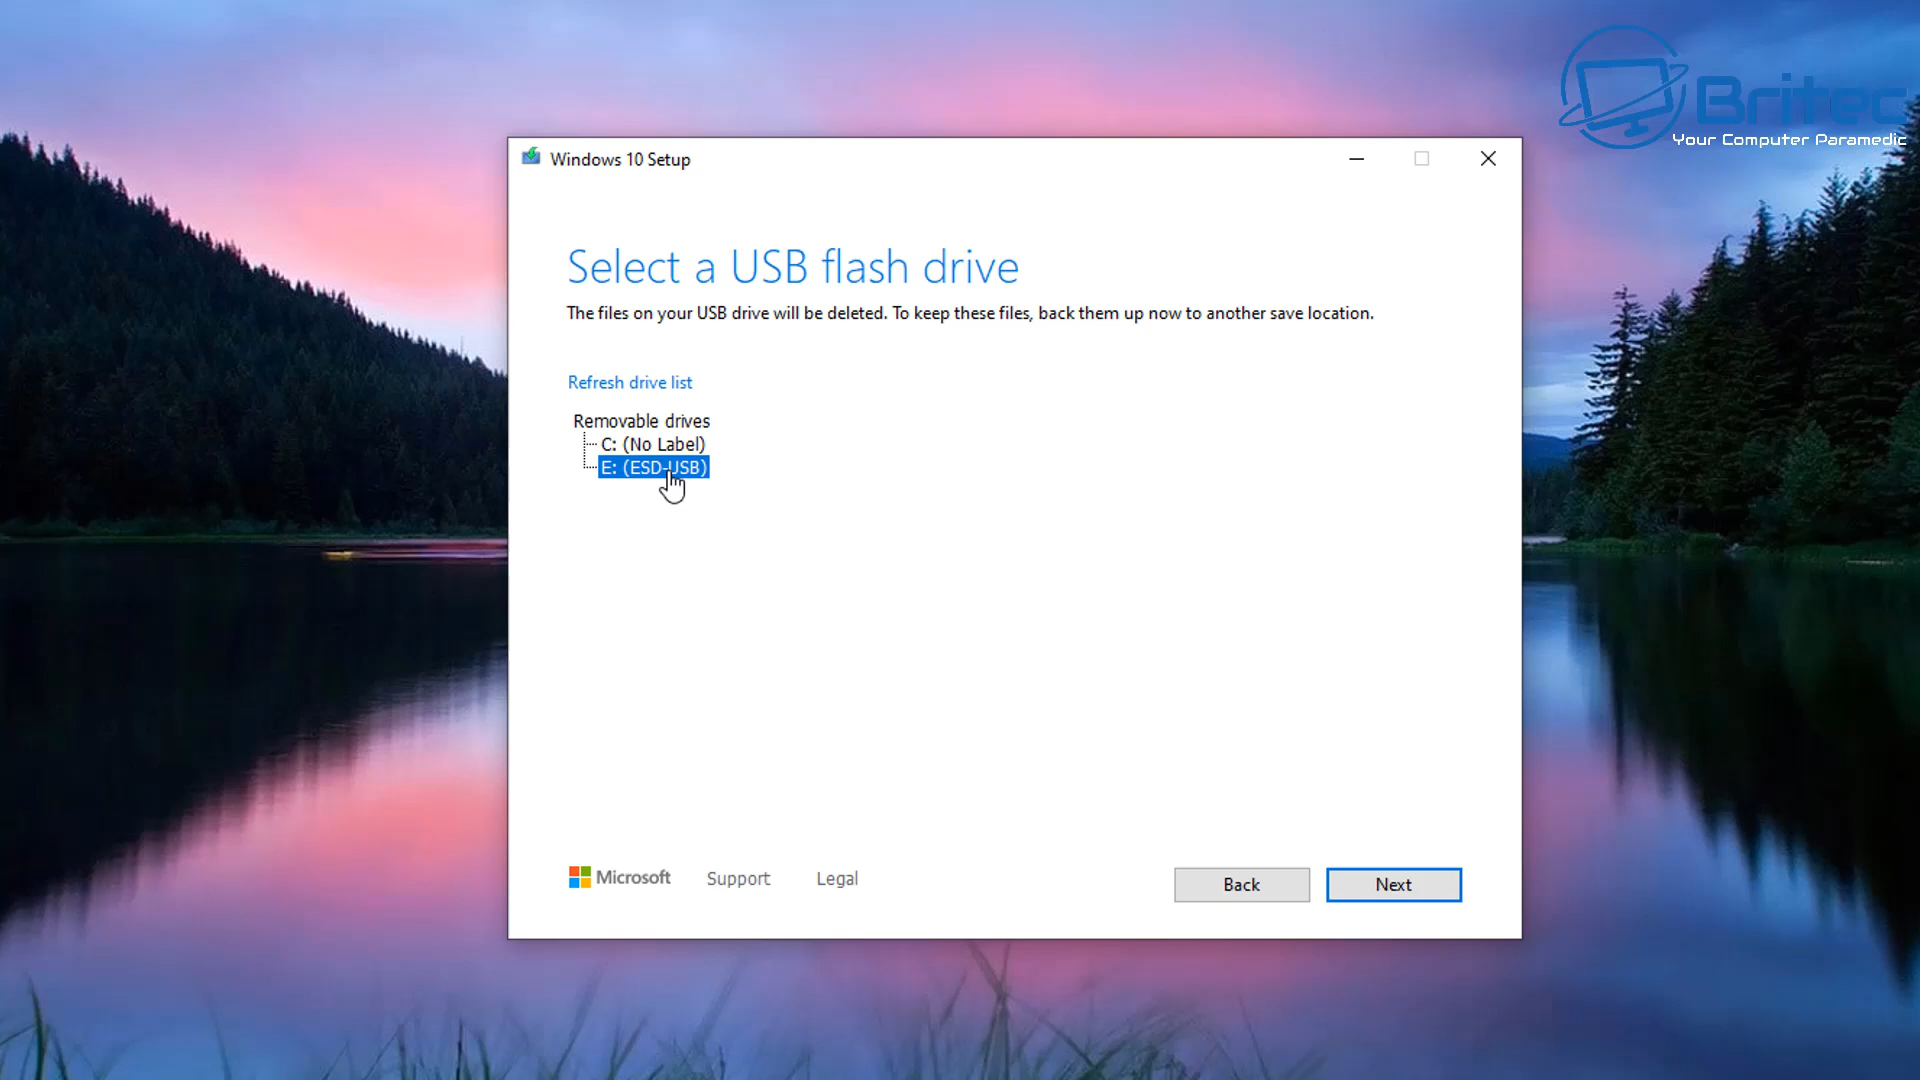 Britec
Your Computer Paramedic
Windows 10 Setup
Select a USB flash drive
The files on your USB drive will be deleted. To keep these files, back them up now to another save location.
Refresh drive list
Removable drives
C: (No Label)
E: (ESD-USB)
Microsoft Support Legal Back Next